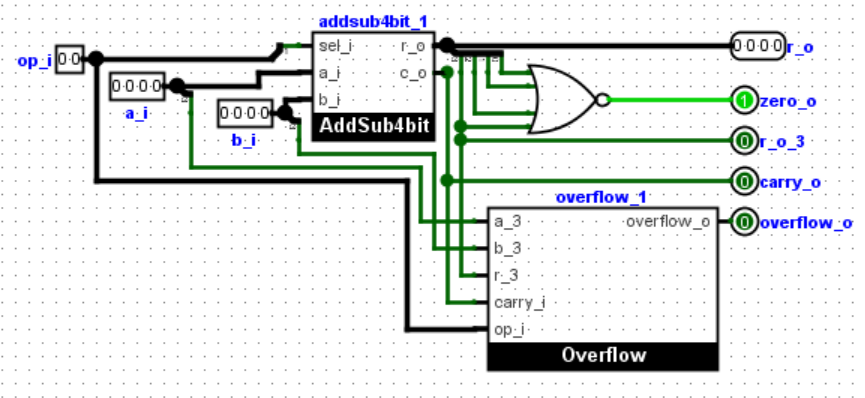 addsub4bit_1
op_i
0 0
sel_i
r_o
0 0 0 0
r_o
a_i
c_o
0 0 0 0
a_i
b_i
0 0 0 0
b_i
AddSub4bit
1
zero_o
0
r_o_3
0
carry_o
overflow_1
a_3
overflow_o
0
overflow_o
b_3
r_3
carry_i
op_i
Overflow